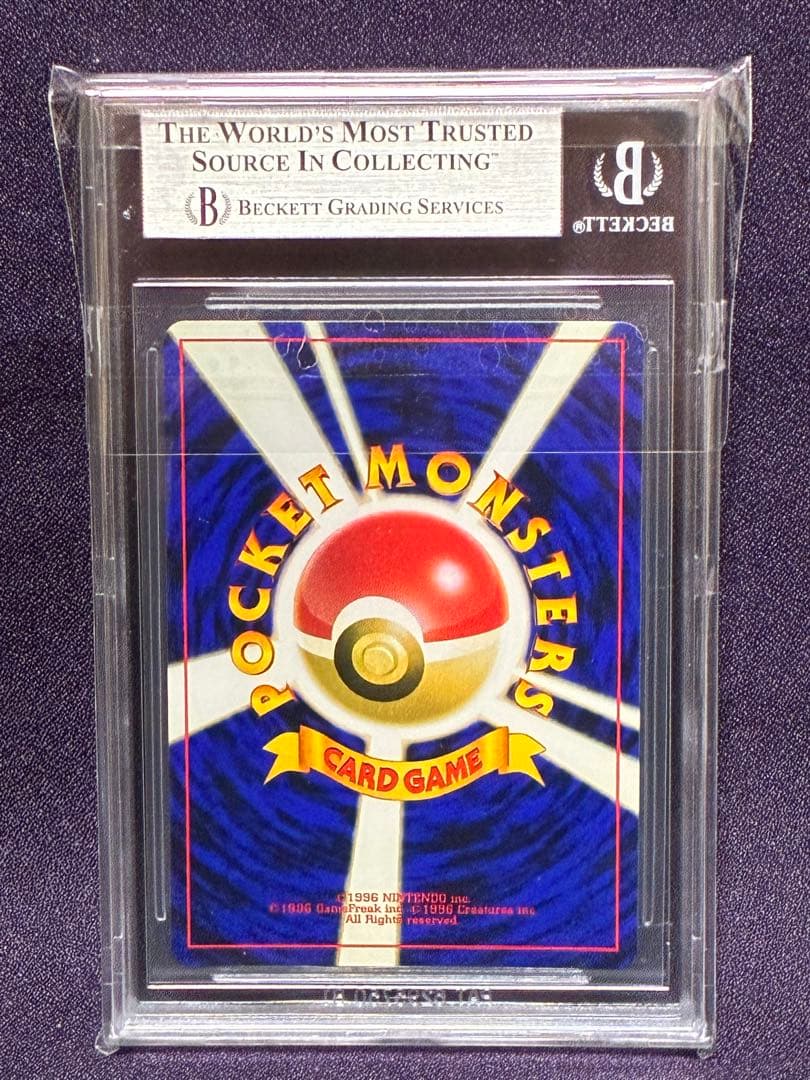 THE WORLD'S MOST TRUSTED
SOURCE IN COLLECTING™
B BECKETT GRADING SERVICES
B
BECKETT®
POCKET MONSTERS
CARD GAME
©1996 NINTENDO inc.
©1996 GameFreak inc. ©1996 Creatures inc.
All Rights reserved.